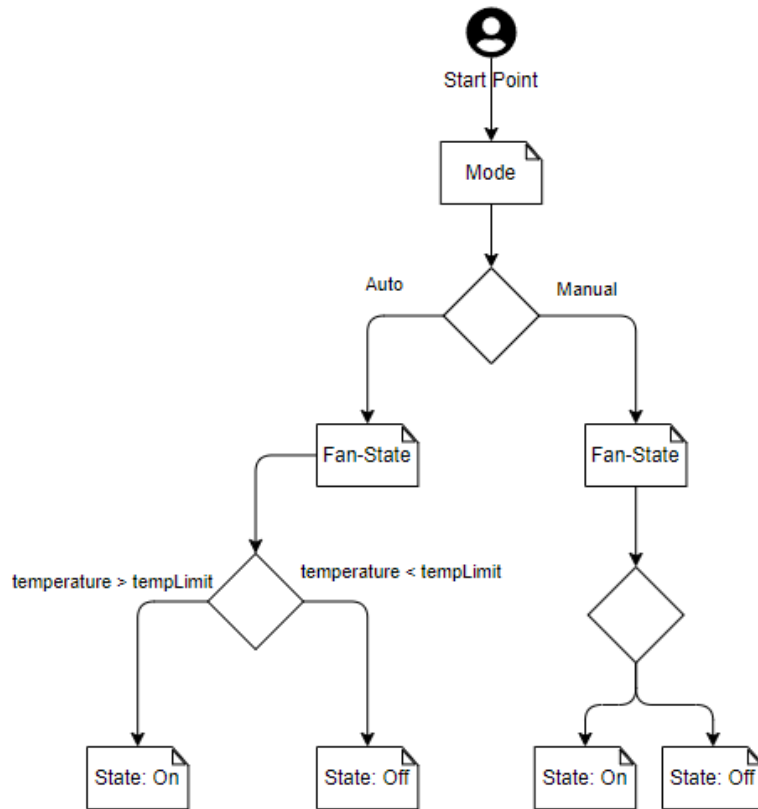 Start Point
Mode
Auto
Manual
Fan-State
Fan-State
temperature > tempLimit
temperature < tempLimit
State: On
State: Off
State: On
State: Off